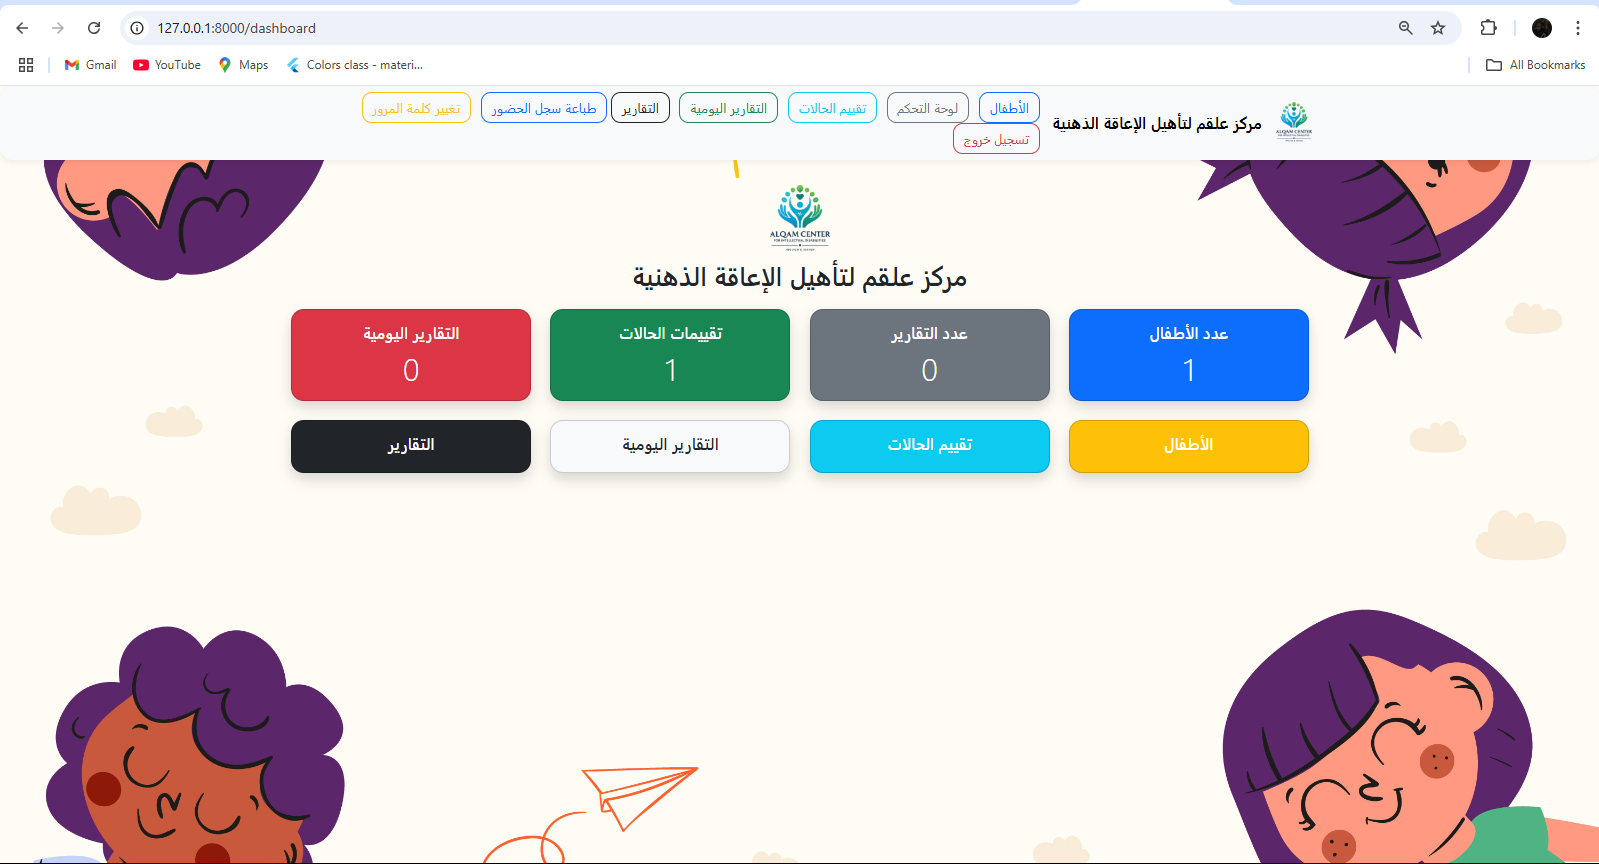 127.0.0.1:8000/dashboard
Gmail YouTube Maps Colors class - materi... All Bookmarks
مركز علقم لتأهيل الإعاقة الذهنية
الأطفال لوحة التحكم تقييم الحالات التقارير اليومية التقارير طباعة سجل الحضور تغيير كلمة المرور
تسجيل خروج
ALQAM CENTER
FOR INTELLECTUAL DISABILITIES
مركز علقم لتأهيل الإعاقة الذهنية
عدد الأطفال عدد التقارير تقييمات الحالات التقارير اليومية
1 0 1 0
الأطفال تقييم الحالات التقارير اليومية التقارير